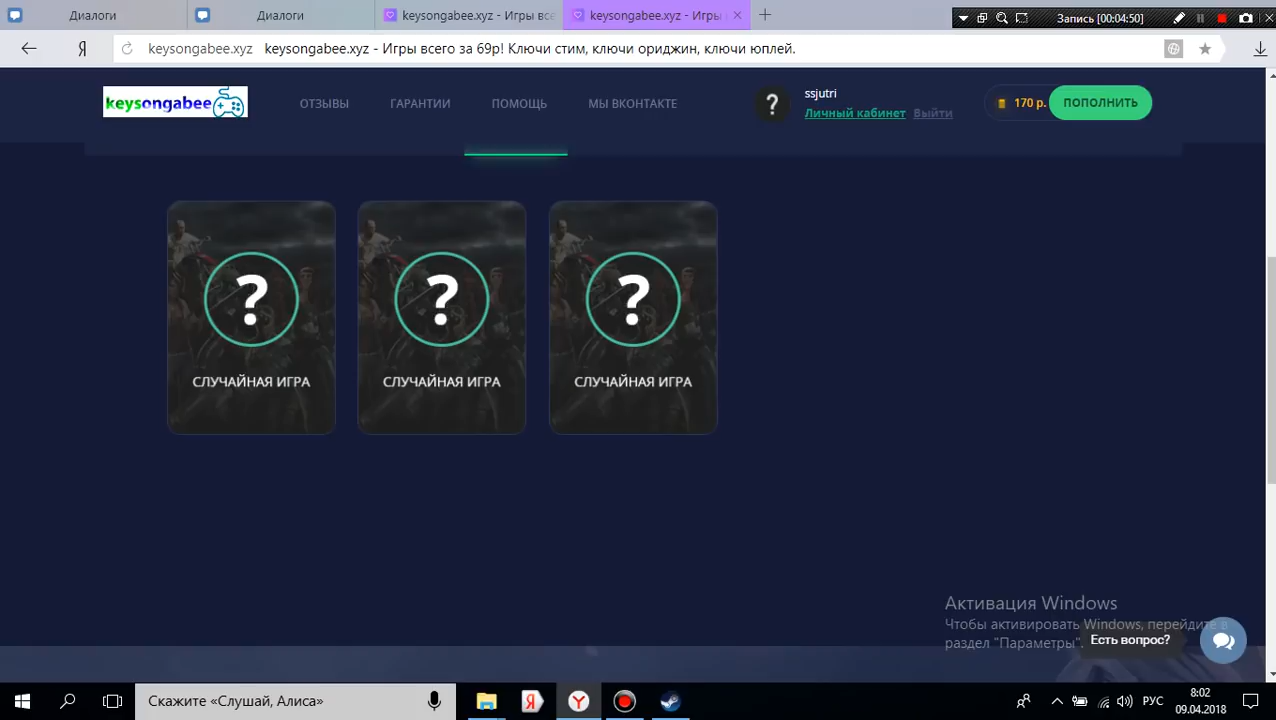 Диалоги
Диалоги
keysongabee.xyz - Игры все
keysongabee.xyz - Игры
Запись [00:04:50]
keysongabee.xyz
keysongabee.xyz - Игры всего за 69р! Ключи стим, ключи ориджин, ключи юплей.
keysongabee
ОТЗЫВЫ
ГАРАНТИИ
ПОМОЩЬ
МЫ ВКОНТАКТЕ
?
ssjutri
Личный кабинет Выйти
170 р.
ПОПОЛНИТЬ
?
?
?
СЛУЧАЙНАЯ ИГРА
СЛУЧАЙНАЯ ИГРА
СЛУЧАЙНАЯ ИГРА
Активация Windows
Чтобы активировать Windows, перейдите в
раздел "Параметры".
Есть вопрос?
Скажите «Слушай, Алиса»
РУС
8:02
09.04.2018